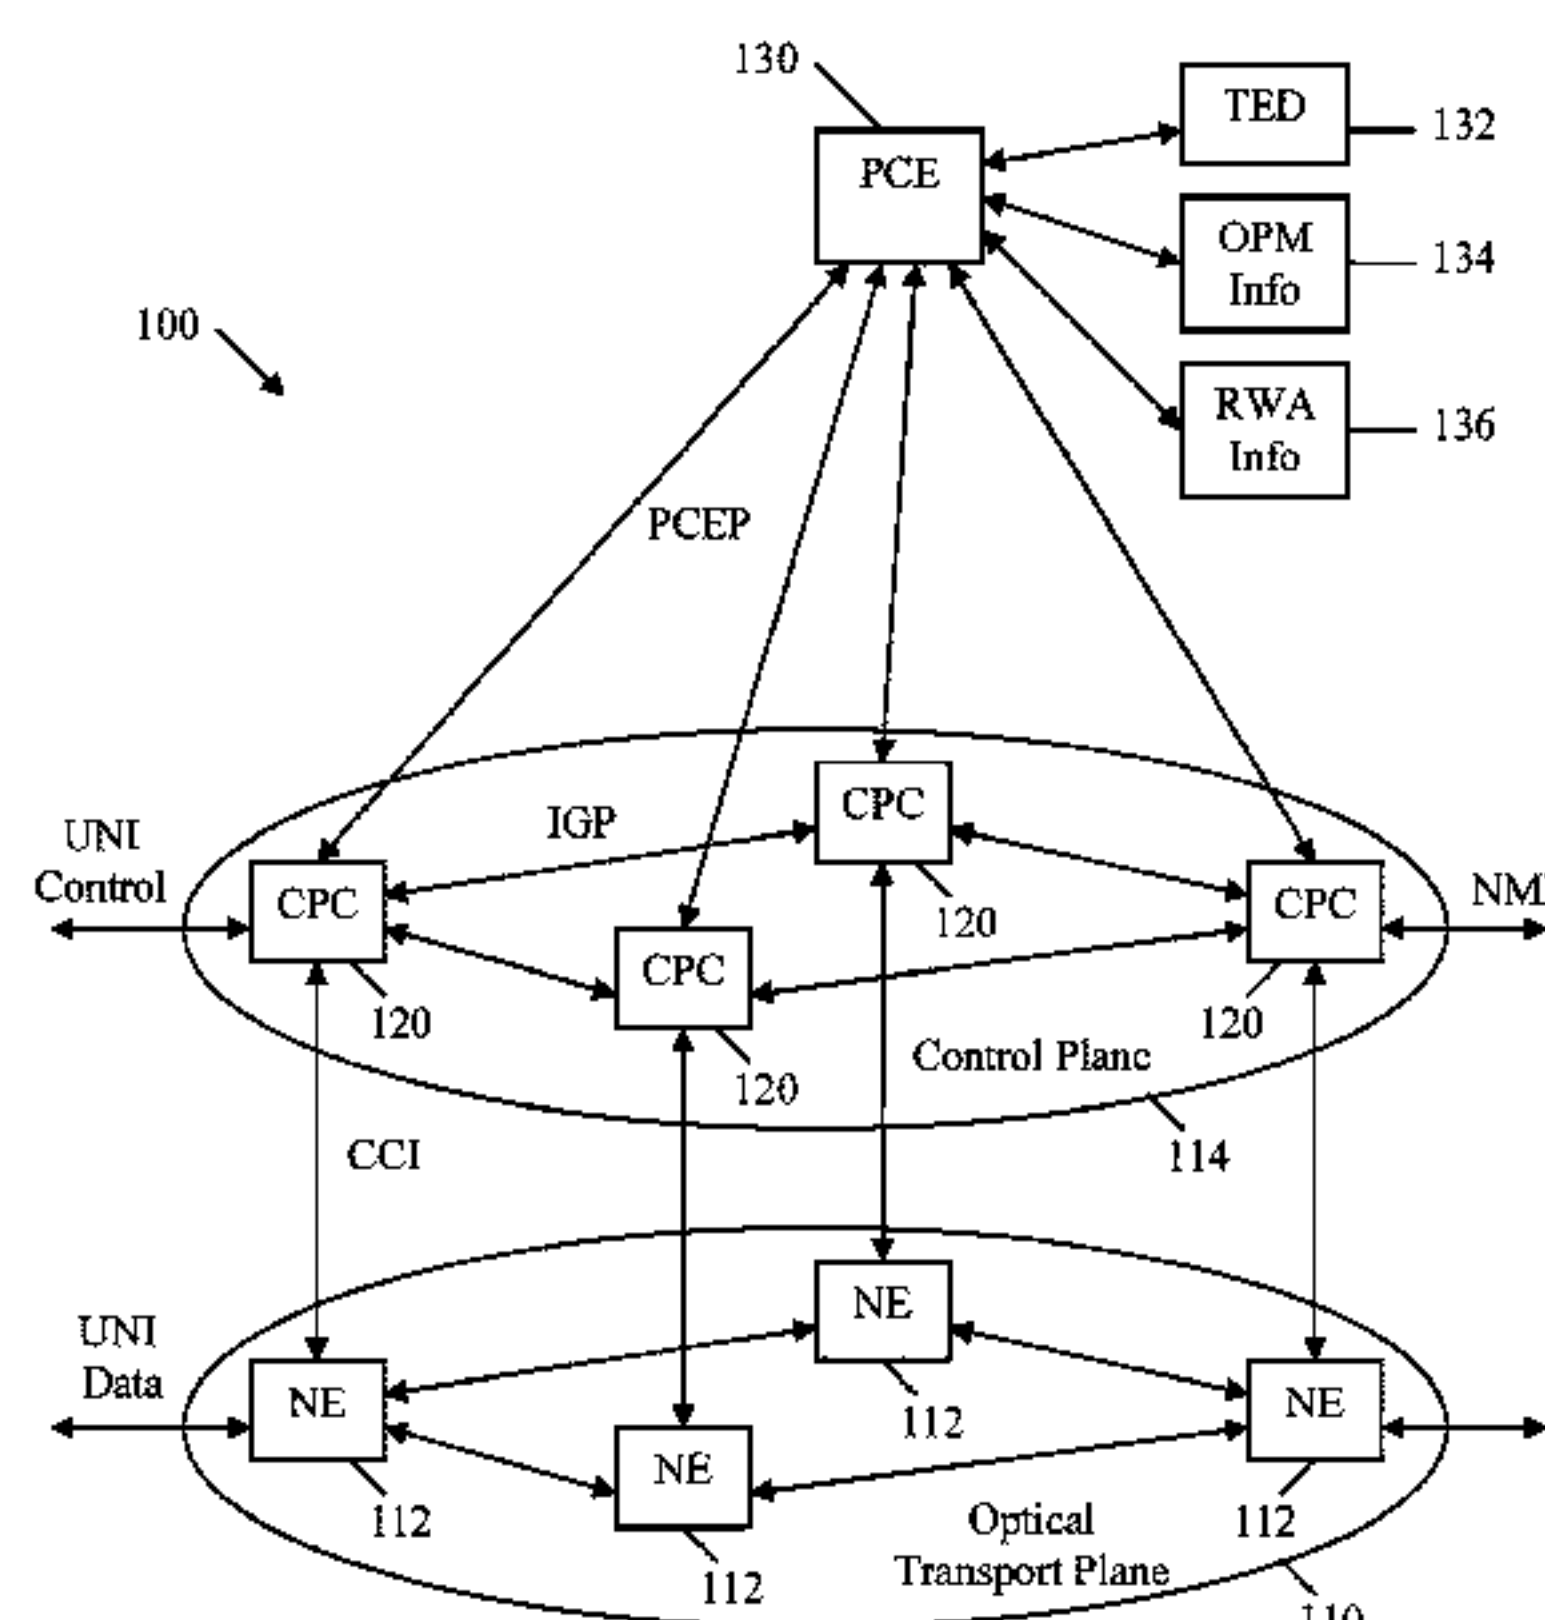 130
TED
132
PCE
OPM
Info
134
100
RWA
Info
136
PCEP
IGP
CPC
UNI
Control
CPC
CPC
NM
120
CPC
120
120
120
Control Plane
CCI
114
NE
UNI
Data
NE
NE
112
NE
112
112
Optical
Transport Plane
112
110